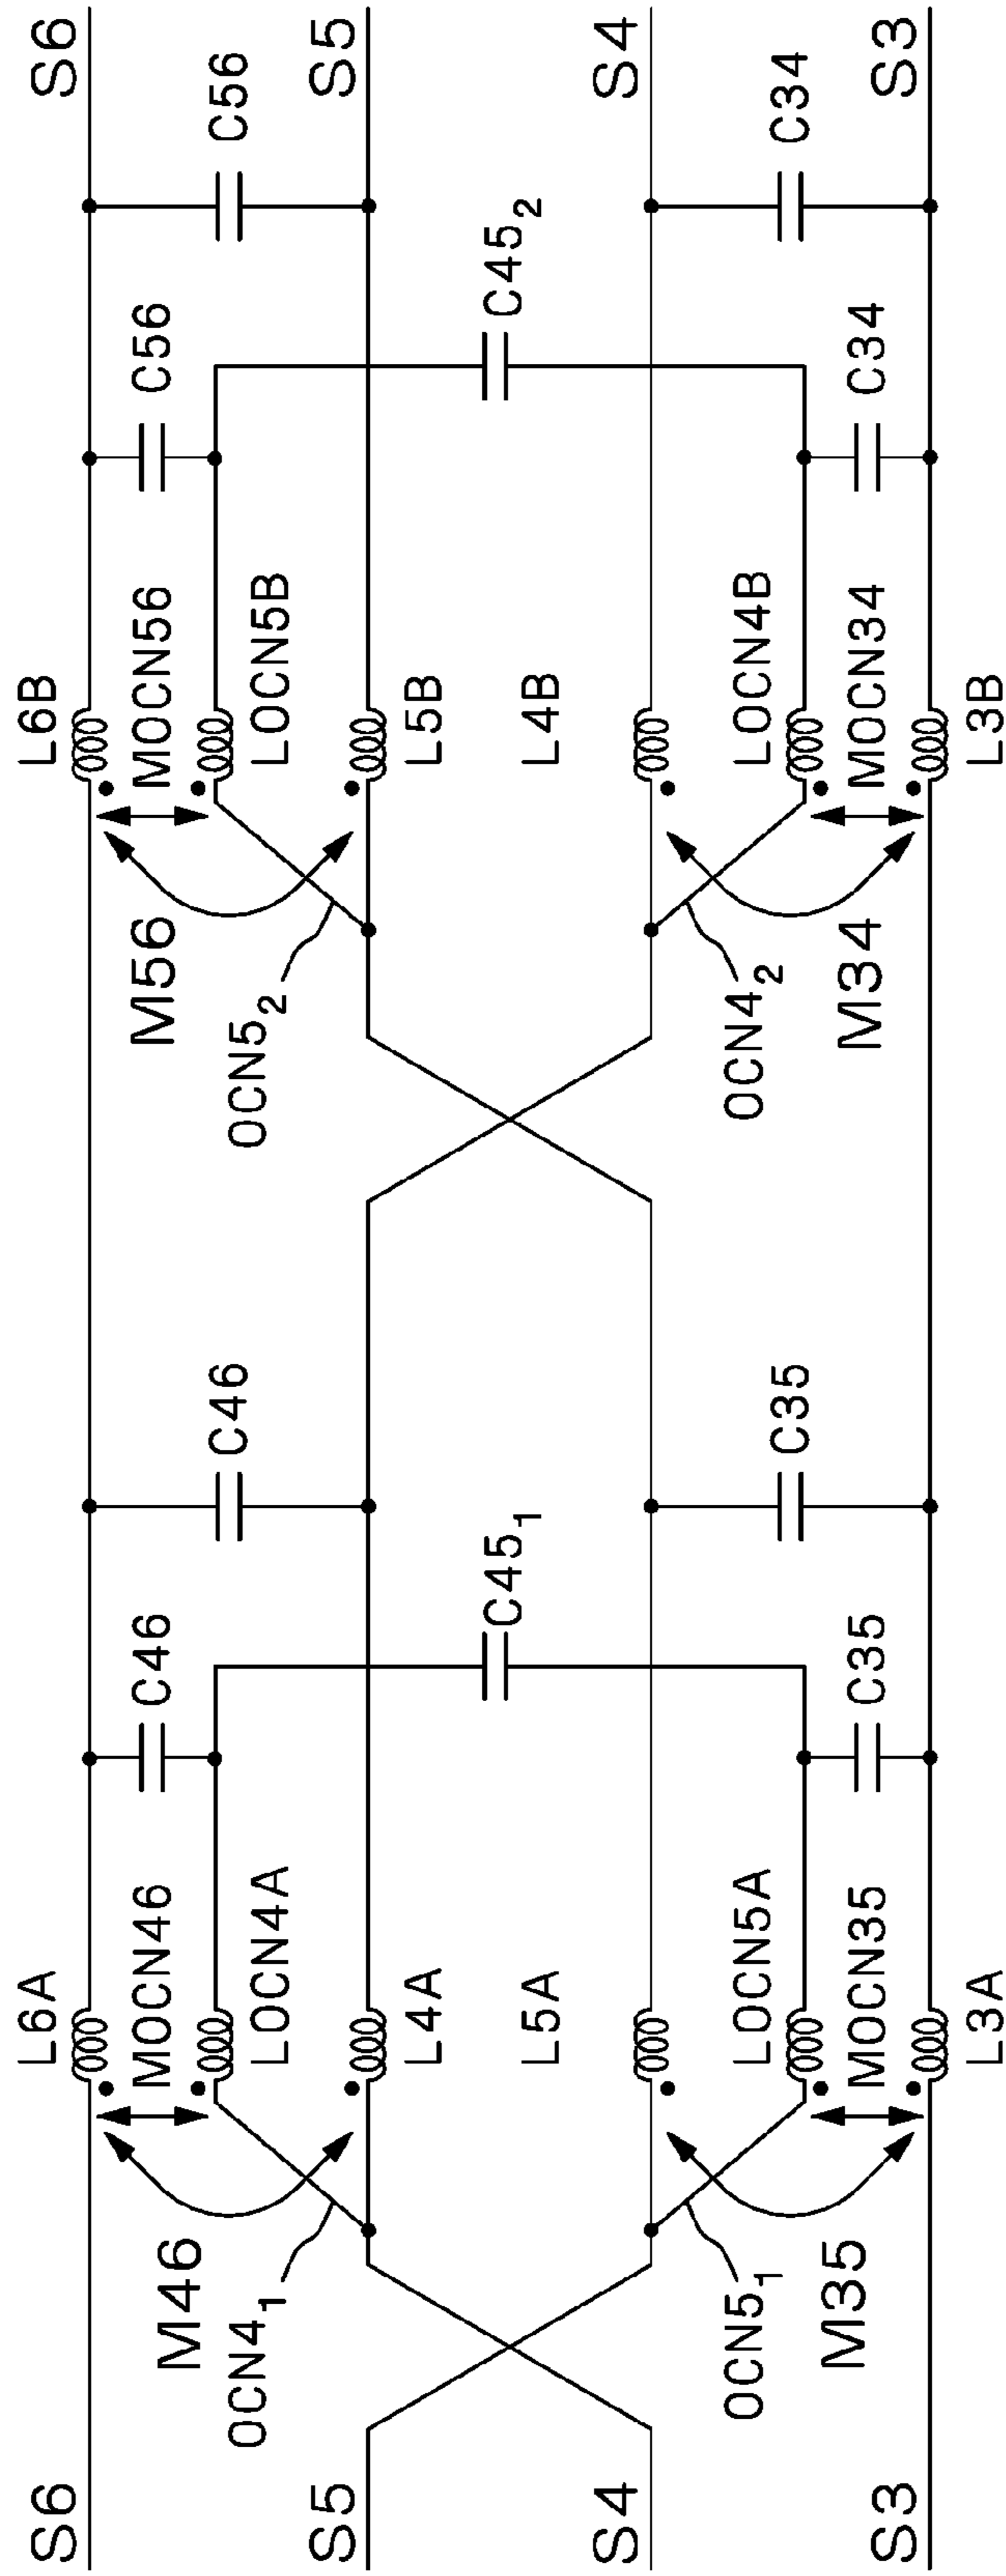 S6
S5
S4
S3
C56
C34
C45₂
C56
C34
L6B
MOCN56
LOCN5B
L5B
L4B
LOCN4B
MOCN34
L3B
M56
OCN5₂
OCN4₂
M34
C46
C35
C45₁
C46
C35
L6A
MOCN46
LOCN4A
L4A
L5A
LOCN5A
MOCN35
L3A
M46
OCN4₁
OCN5₁
M35
S6
S5
S4
S3